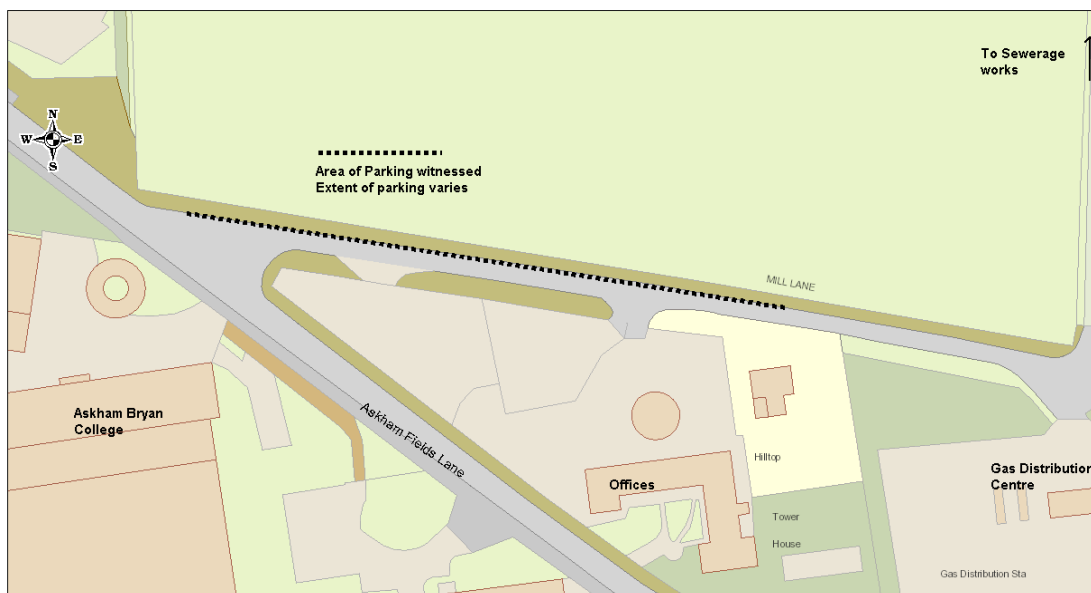 To Sewerage
works
N
W E
S
Area of Parking witnessed
Extent of parking varies
MILL LANE
Askham Bryan
College
Askham Fields Lane
Hilltop
Offices
Gas Distribution
Centre
Tower
House
Gas Distribution Sta